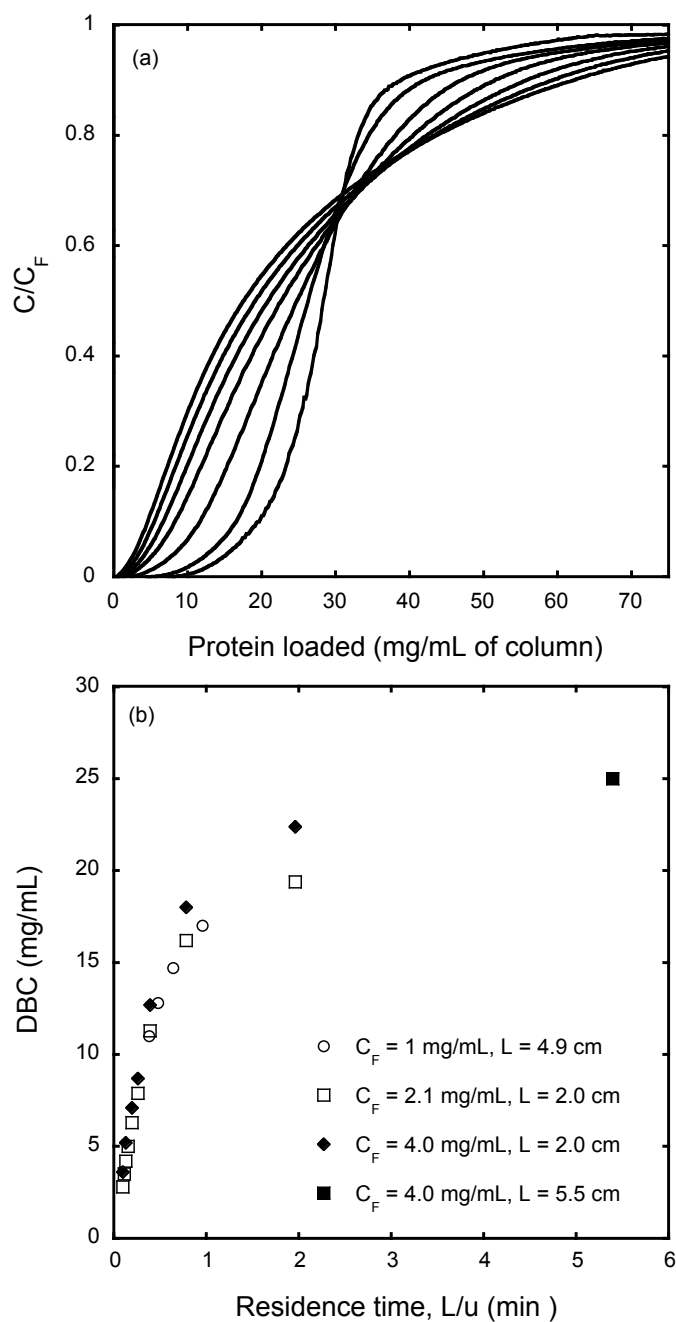 1
(a)
0.8
0.6
C/C_F
0.4
0.2
0
0 10 20 30 40 50 60 70
Protein loaded (mg/mL of column)
30
(b)
25
20
DBC (mg/mL)
15
10
5
0
C_F = 1 mg/mL, L = 4.9 cm
C_F = 2.1 mg/mL, L = 2.0 cm
C_F = 4.0 mg/mL, L = 2.0 cm
C_F = 4.0 mg/mL, L = 5.5 cm
0 1 2 3 4 5 6
Residence time, L/u (min )